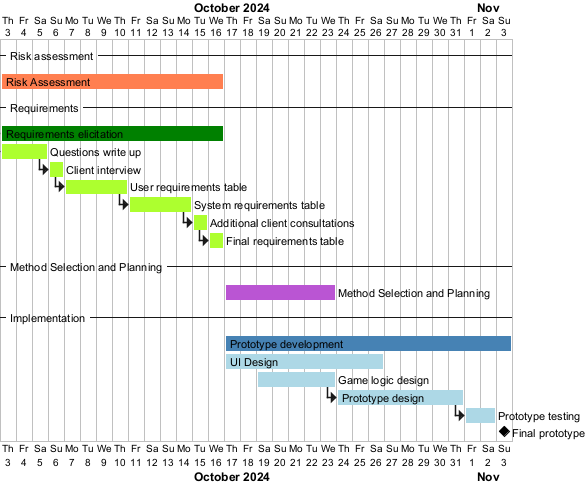 October 2024 Nov
Th Fr Sa Su Mo Tu We Th Fr Sa Su Mo Tu We Th Fr Sa Su Mo Tu We Th Fr Sa Su Mo Tu We Th Fr Sa Su
3 4 5 6 7 8 9 10 11 12 13 14 15 16 17 18 19 20 21 22 23 24 25 26 27 28 29 30 31 1 2 3
Risk assessment
Risk Assessment
Requirements
Requirements elicitation
Questions write up
Client interview
User requirements table
System requirements table
Additional client consultations
Final requirements table
Method Selection and Planning
Method Selection and Planning
Implementation
Prototype development
UI Design
Game logic design
Prototype design
Prototype testing
Final prototype
Th Fr Sa Su Mo Tu We Th Fr Sa Su Mo Tu We Th Fr Sa Su Mo Tu We Th Fr Sa Su Mo Tu We Th Fr Sa Su
3 4 5 6 7 8 9 10 11 12 13 14 15 16 17 18 19 20 21 22 23 24 25 26 27 28 29 30 31 1 2 3
October 2024 Nov